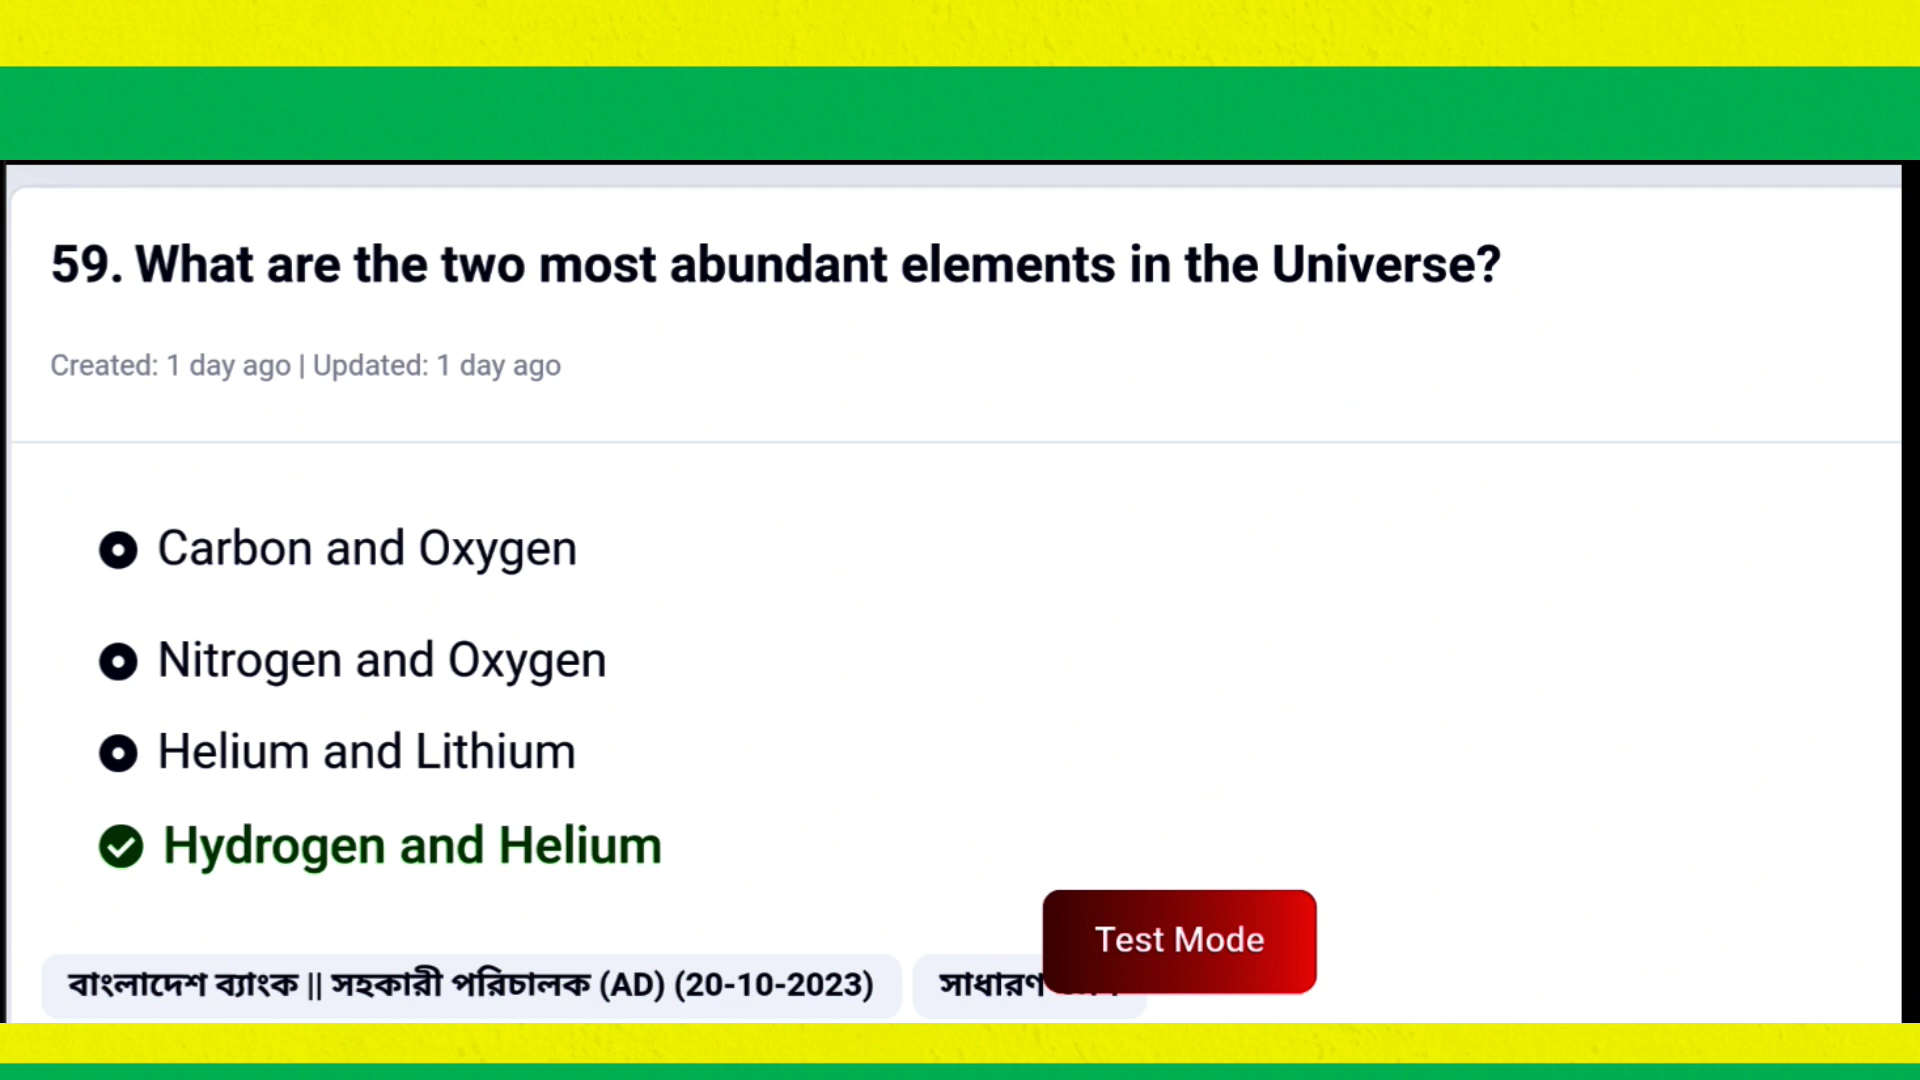 59. What are the two most abundant elements in the Universe?
Created: 1 day ago | Updated: 1 day ago
Carbon and Oxygen
Nitrogen and Oxygen
Helium and Lithium
Hydrogen and Helium
Test Mode
বাংলাদেশ ব্যাংক || সহকারী পরিচালক (AD) (20-10-2023) সাধারণ